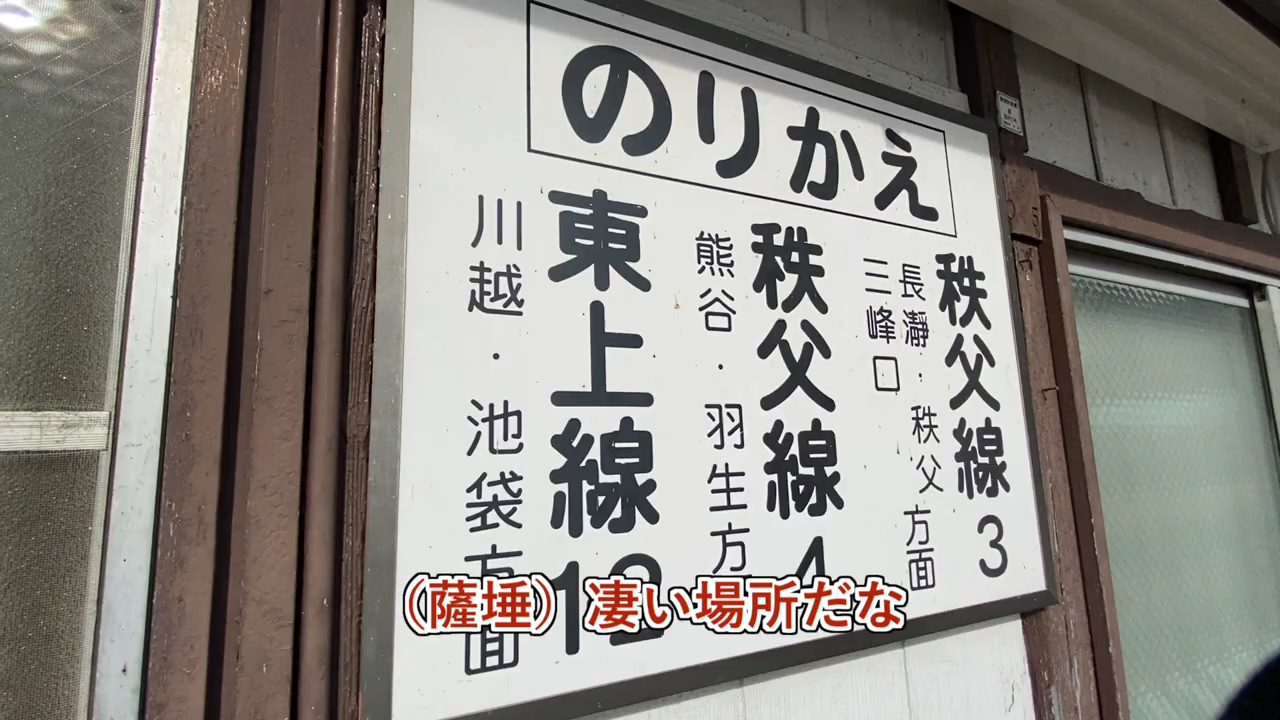 のりかえ
秩父線 3
長瀞・秩父方面
三峰口
秩父線 4
熊谷・羽生方
東上線 12
川越・池袋方面
（薩埵）凄い場所だな